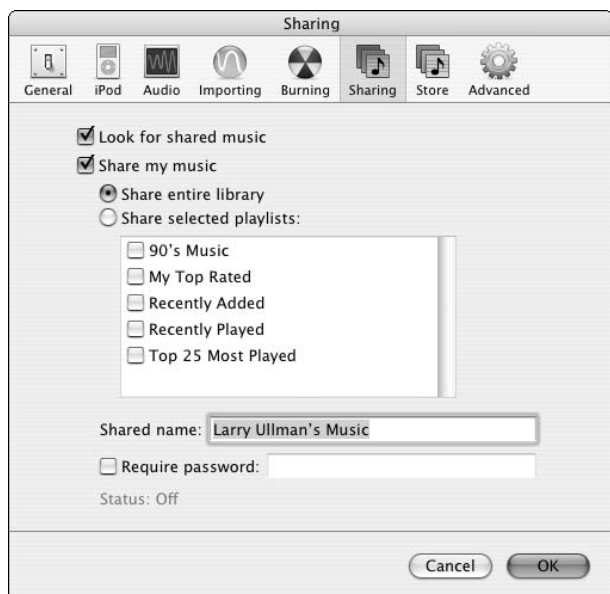 Sharing
General iPod Audio Importing Burning Sharing Store Advanced
Look for shared music
Share my music
Share entire library
Share selected playlists:
90's Music
My Top Rated
Recently Added
Recently Played
Top 25 Most Played
Shared name: Larry Ullman's Music
Require password:
Status: Off
Cancel OK